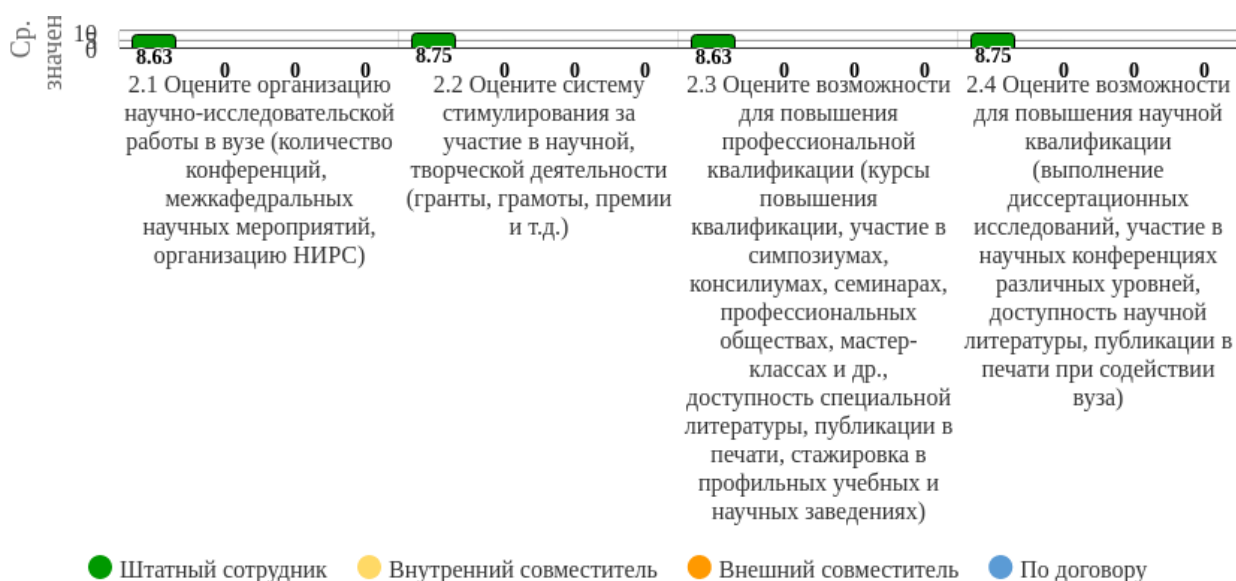 Ср.
значен
10
5
0
8.63
0
0
0
8.75
0
0
0
8.63
0
0
0
8.75
0
0
0
2.1 Оцените организацию
научно-исследовательской
работы в вузе (количество
конференций,
межкафедральных
научных мероприятий,
организацию НИРС)
2.2 Оцените систему
стимулирования за
участие в научной,
творческой деятельности
(гранты, грамоты, премии
и т.д.)
2.3 Оцените возможности
для повышения
профессиональной
квалификации (курсы
повышения
квалификации, участие в
симпозиумах,
консилиумах, семинарах,
профессиональных
обществах, мастер-
классах и др.,
доступность специальной
литературы, публикации в
печати, стажировка в
профильных учебных и
научных заведениях)
2.4 Оцените возможности
для повышения научной
квалификации
(выполнение
диссертационных
исследований, участие в
научных конференциях
различных уровней,
доступность научной
литературы, публикации в
печати при содействии
вуза)
Штатный сотрудник
Внутренний совместитель
Внешний совместитель
По договору